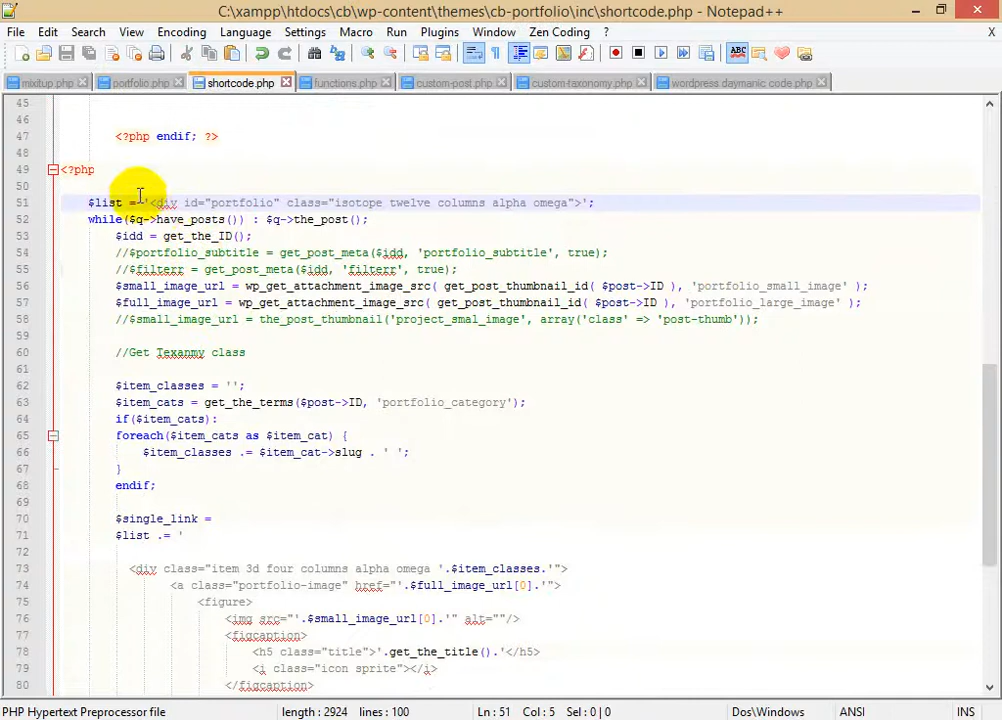 C:\xampp\htdocs\cb\wp-content\themes\cb-portfolio\inc\shortcode.php - Notepad++
File Edit Search View Encoding Language Settings Macro Run Plugins Window Zen Coding ? X
mixitup.php portfolio.php shortcode.php functions.php custom-post.php custom-taxonomy.php wordpress daymanic code.php
45
46
47 <?php endif; ?>
48
49 <?php
50
51 $list = '<div id="portfolio" class="isotope twelve columns alpha omega">';
52 while($q->have_posts()) : $q->the_post();
53 $idd = get_the_ID();
54 //$portfolio_subtitle = get_post_meta($idd, 'portfolio_subtitle', true);
55 //$filterr = get_post_meta($idd, 'filterr', true);
56 $small_image_url = wp_get_attachment_image_src( get_post_thumbnail_id( $post->ID ), 'portfolio_small_image' );
57 $full_image_url = wp_get_attachment_image_src( get_post_thumbnail_id( $post->ID ), 'portfolio_large_image' );
58 //$small_image_url = the_post_thumbnail('project_smal_image', array('class' => 'post-thumb'));
59
60 //Get Texanmy class
61
62 $item_classes = '';
63 $item_cats = get_the_terms($post->ID, 'portfolio_category');
64 if($item_cats):
65 foreach($item_cats as $item_cat) {
66 $item_classes .= $item_cat->slug . ' ';
67 }
68 endif;
69
70 $single_link =
71 $list .= '
72
73 <div class="item 3d four columns alpha omega '.$item_classes.'">
74 <a class="portfolio-image" href="'.$full_image_url[0].'">
75 <figure>
76 <img src="'.$small_image_url[0].'" alt=""/>
77 <figcaption>
78 <h5 class="title">'.get_the_title().'</h5>
79 <i class="icon sprite"></i>
80 </figcaption>
PHP Hypertext Preprocessor file length : 2924 lines : 100 Ln : 51 Col : 5 Sel : 0 | 0 Dos\Windows ANSI INS